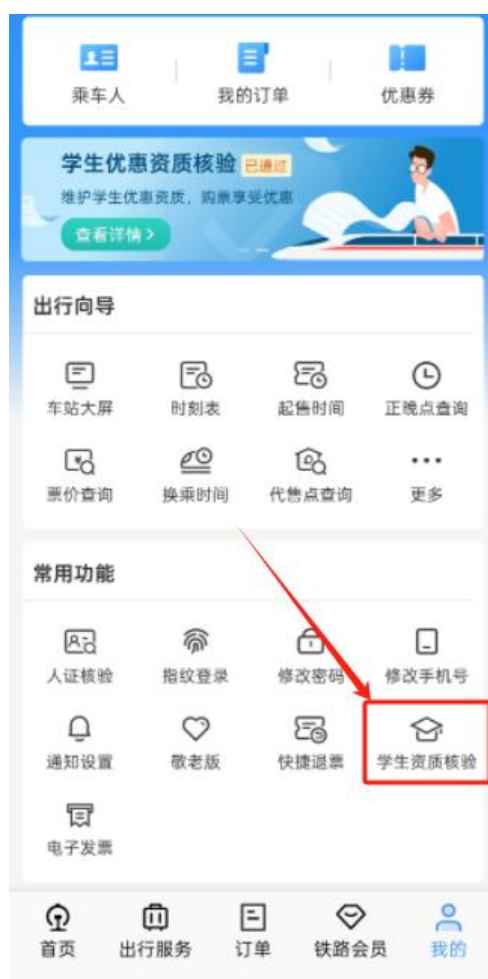 乘车人 我的订单 优惠券
学生优惠资质核验 已通过
维护学生优惠资质，购票享受优惠
查看详情 >
出行向导
车站大屏 时刻表 起售时间 正晚点查询
票价查询 换乘时间 代售点查询 更多
常用功能
人证核验 指纹登录 修改密码 修改手机号
通知设置 敬老版 快捷退票 学生资质核验
电子发票
首页 出行服务 订单 铁路会员 我的